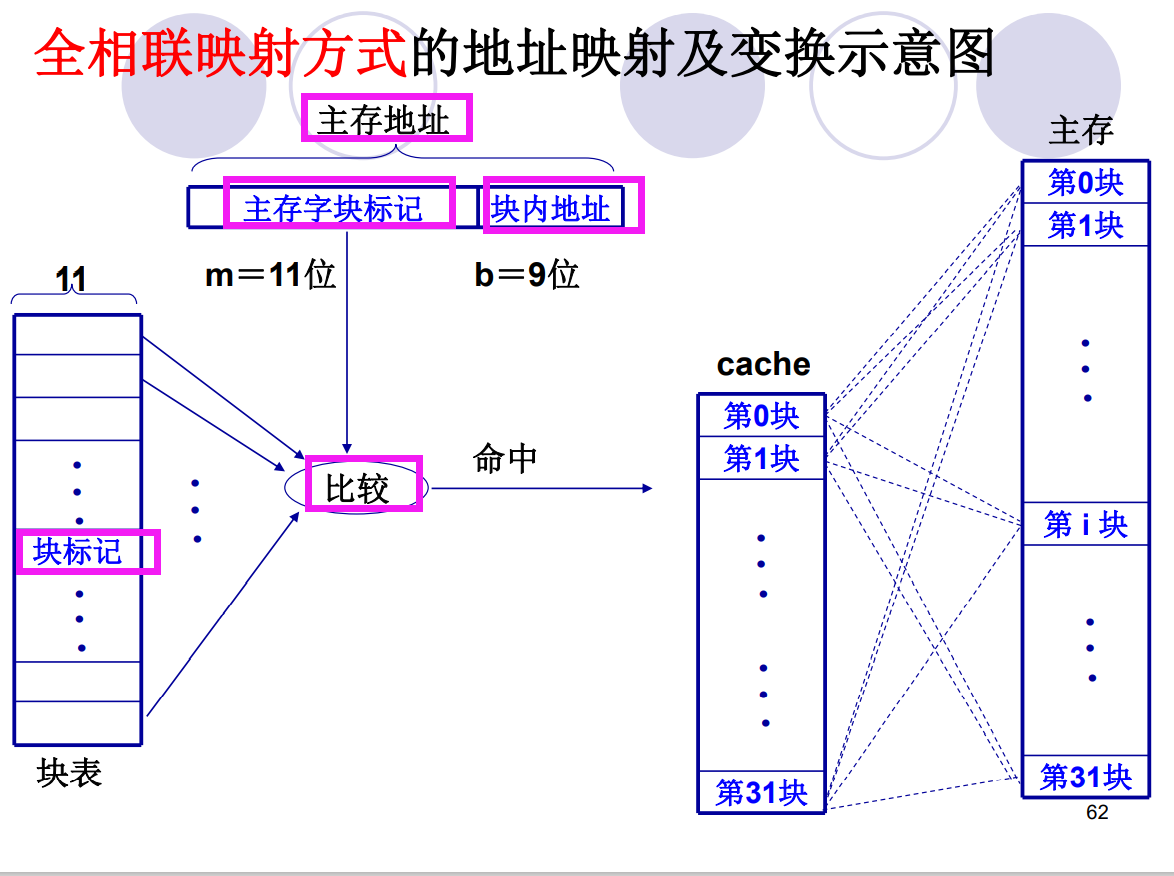 全相联映射方式的地址映射及变换示意图
主存地址
主存
主存字块标记 块内地址
第0块
第1块
11
m＝11位 b＝9位
cache
第0块
第1块
命中
比较
第 i 块
块标记
第31块
第31块
块表
62